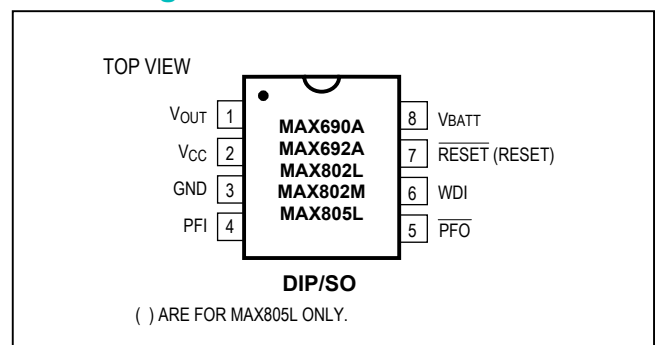 TOP VIEW
VOUT 1
VCC 2
GND 3
PFI 4
MAX690A
MAX692A
MAX802L
MAX802M
MAX805L
8 VBATT
7 RESET (RESET)
6 WDI
5 PFO
DIP/SO
( ) ARE FOR MAX805L ONLY.